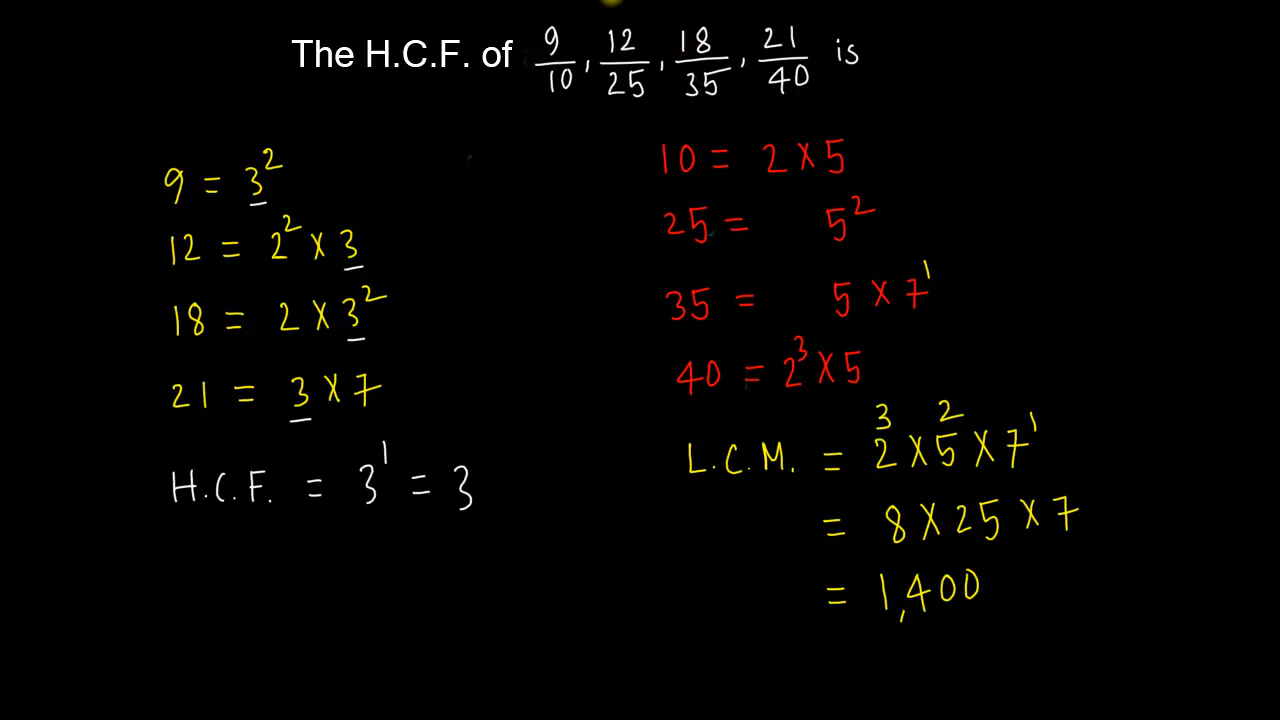 The H.C.F. of 9/10, 12/25, 18/35, 21/40 is
9 = 3²
12 = 2² × 3
18 = 2 × 3²
21 = 3 × 7
H.C.F. = 3¹ = 3
10 = 2 × 5
25 = 5²
35 = 5 × 7¹
40 = 2³ × 5
L.C.M. = 2³ × 5² × 7¹
= 8 × 25 × 7
= 1,400